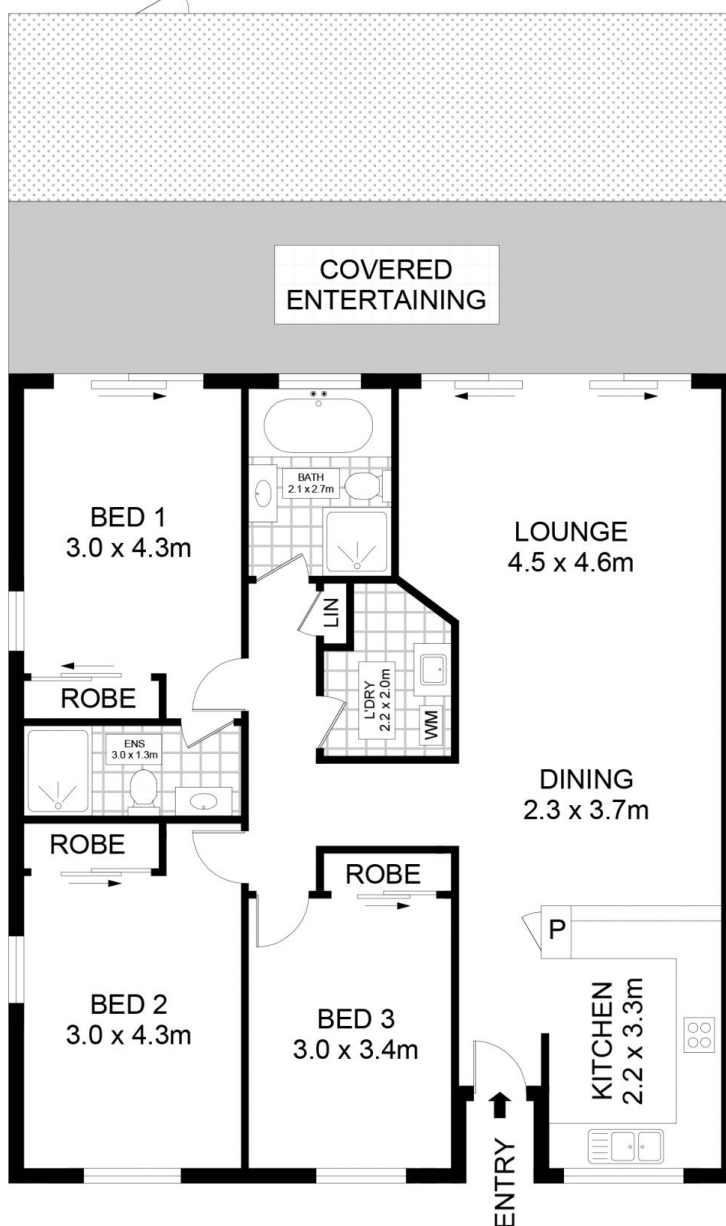 COVERED
ENTERTAINING
BATH
2.1 x 2.7m
BED 1
3.0 x 4.3m
LOUNGE
4.5 x 4.6m
LIN
L'DRY
2.2 x 2.0m
WM
ROBE
ENS
3.0 x 1.3m
DINING
2.3 x 3.7m
ROBE
ROBE
P
BED 2
3.0 x 4.3m
BED 3
3.0 x 3.4m
KITCHEN
2.2 x 3.3m
ENTRY